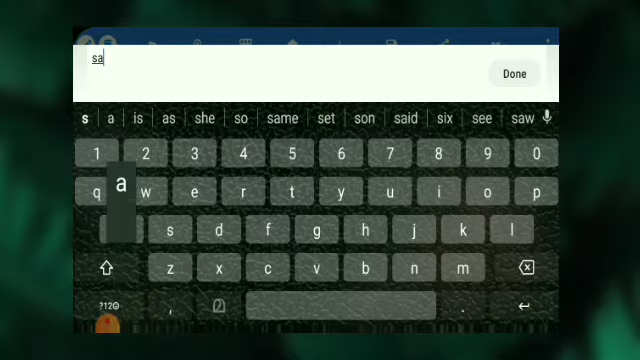 sa
Done
s a is as she so same set son said six see saw
1 2 3 4 5 6 7 8 9 0
q w e r t y u i o p
a
s d f g h j k l
z x c v b n m
?12☺ , .